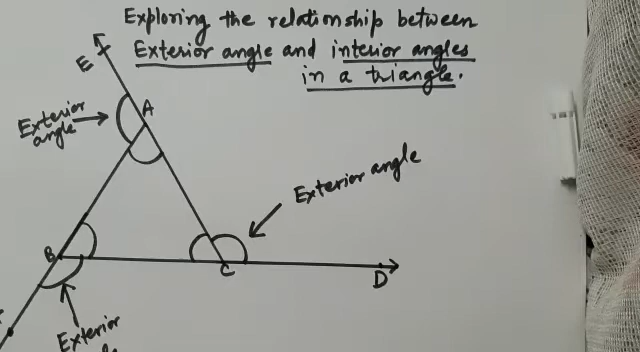 Exploring the relationship between
Exterior angle and interior angles
in a triangle.
E
A
Exterior
angle
Exterior angle
B
C
D
Exterior